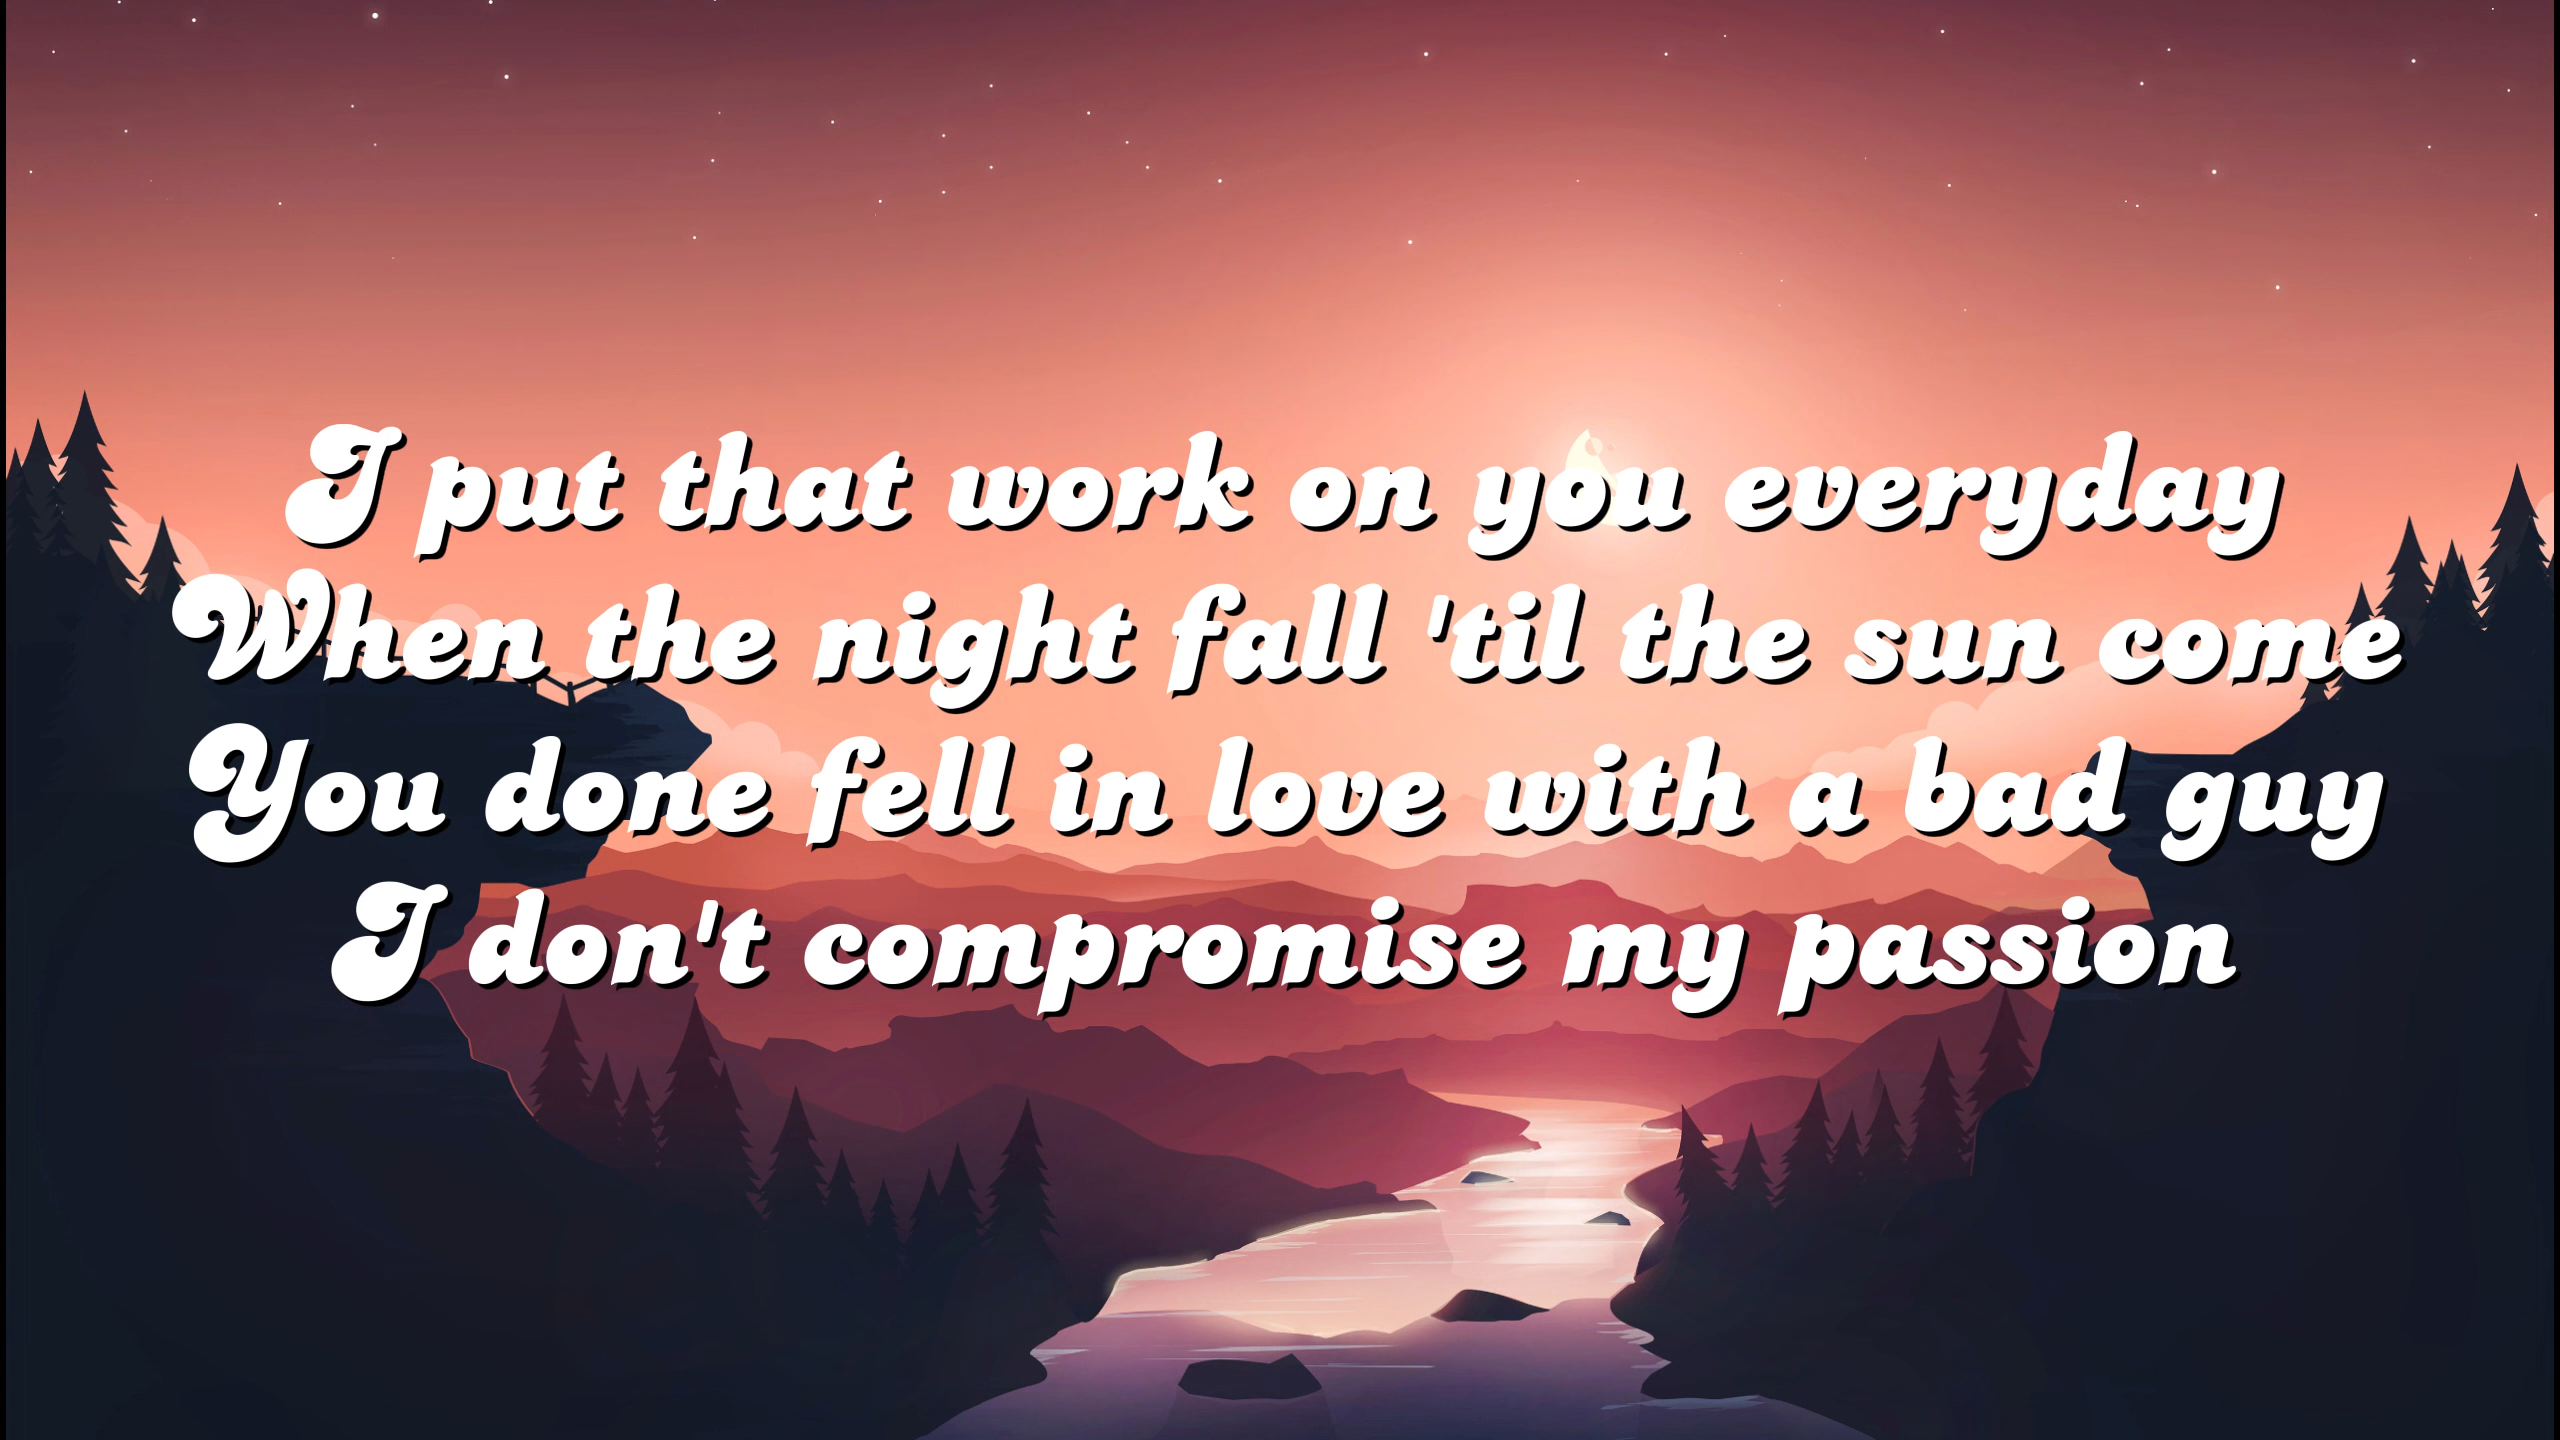 I put that work on you everyday
When the night fall 'til the sun come
You done fell in love with a bad guy
I don't compromise my passion